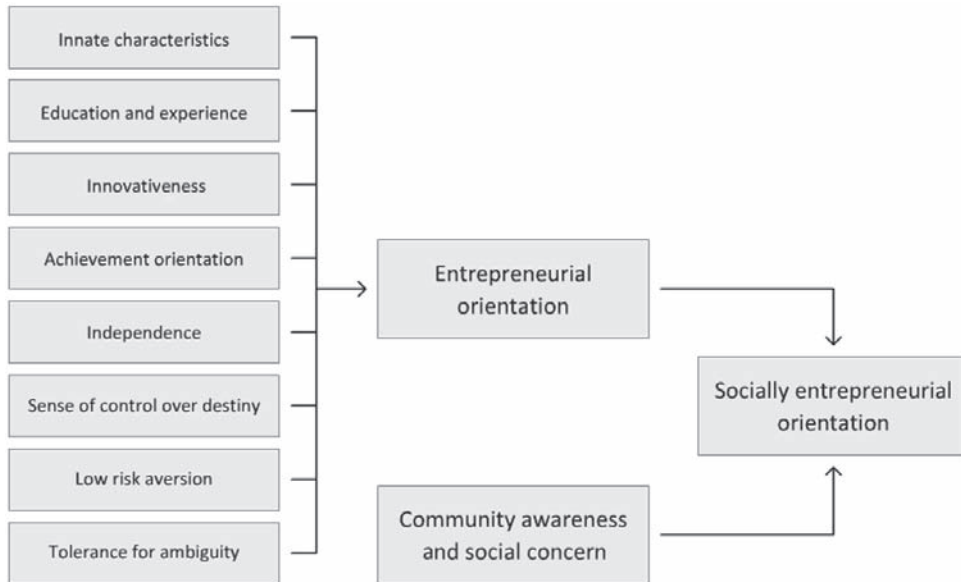 Innate characteristics
Education and experience
Innovativeness
Achievement orientation
Independence
Sense of control over destiny
Low risk aversion
Tolerance for ambiguity
Entrepreneurial
orientation
Community awareness
and social concern
Socially entrepreneurial
orientation